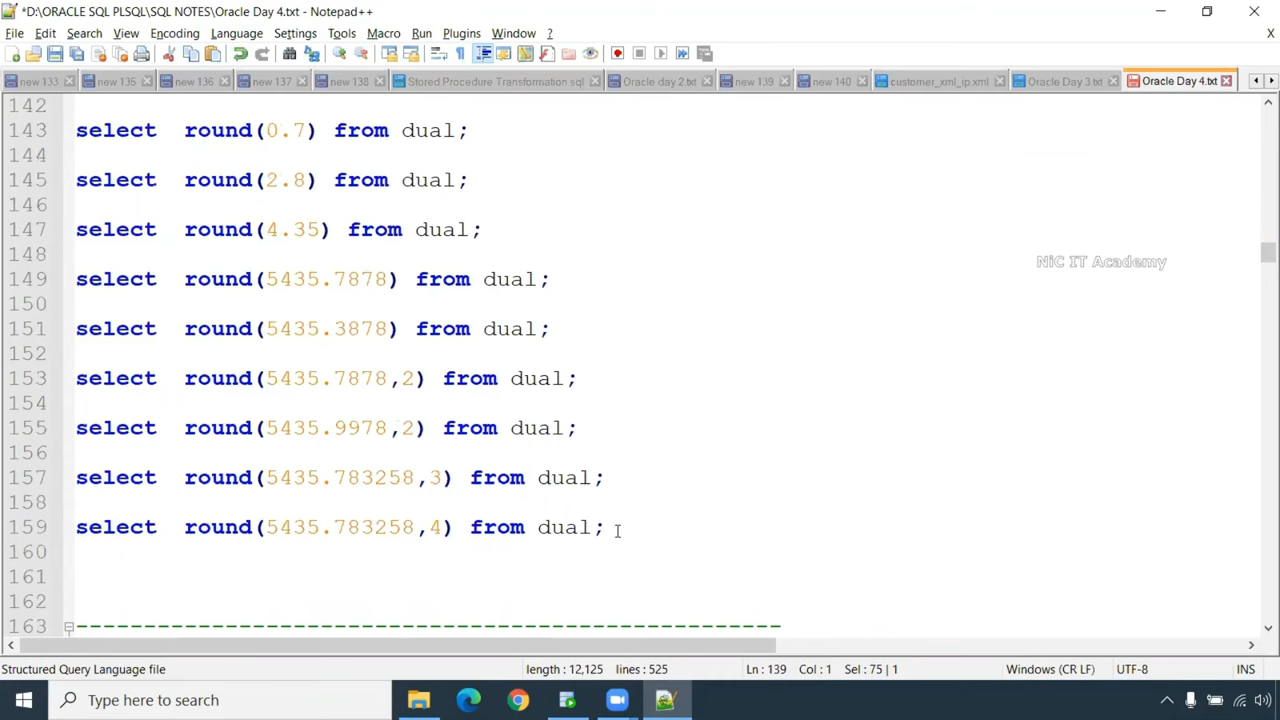 *D:\ORACLE SQL PLSQL\SQL NOTES\Oracle Day 4.txt - Notepad++
File Edit Search View Encoding Language Settings Tools Macro Run Plugins Window ? X
new 133 new 135 new 136 new 137 new 138 Stored Procedure Transformation.sql Oracle day 2.txt new 139 new 140 customer_xml_ip.xml Oracle Day 3.txt Oracle Day 4.txt
142
143 select  round(0.7) from dual;
144
145 select  round(2.8) from dual;
146
147 select  round(4.35) from dual;
148
NiC IT Academy
149 select  round(5435.7878) from dual;
150
151 select  round(5435.3878) from dual;
152
153 select  round(5435.7878,2) from dual;
154
155 select  round(5435.9978,2) from dual;
156
157 select  round(5435.783258,3) from dual;
158
159 select  round(5435.783258,4) from dual;
160
161
162
163 ----------------------------------------------------
Structured Query Language file length : 12,125 lines : 525 Ln : 139 Col : 1 Sel : 75 | 1 Windows (CR LF) UTF-8 INS
Type here to search